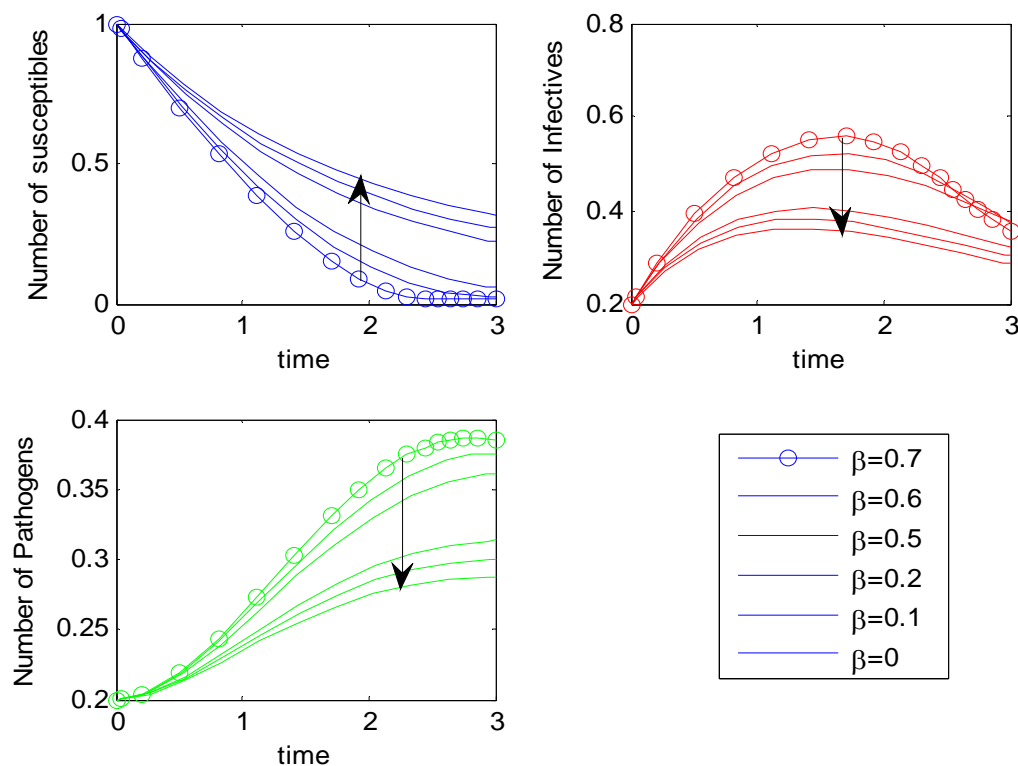 Number of susceptibles
1
0.5
0
0 1 2 3
time
Number of Infectives
0.8
0.6
0.4
0.2
0 1 2 3
time
Number of Pathogens
0.4
0.35
0.3
0.25
0.2
0 1 2 3
time
β=0.7
β=0.6
β=0.5
β=0.2
β=0.1
β=0